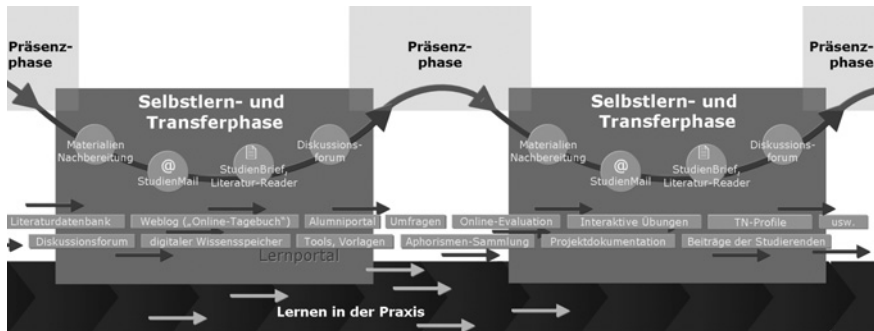 Präsenz-
phase
Präsenz-
phase
Präsenz-
phase
Selbstlern- und
Transferphase
Materialien
Nachbereitung
@
StudienMail
StudienBrief,
Literatur-Reader
Diskussions-
forum
Selbstlern- und
Transferphase
Materialien
Nachbereitung
@
StudienMail
StudienBrief,
Literatur-Reader
Diskussions-
forum
Literaturdatenbank Weblog („Online-Tagebuch“) Alumniportal Umfragen Online-Evaluation Interaktive Übungen TN-Profile usw.
Diskussionsforum digitaler Wissensspeicher Tools, Vorlagen Aphorismen-Sammlung Projektdokumentation Beiträge der Studierenden
Lernportal
Lernen in der Praxis